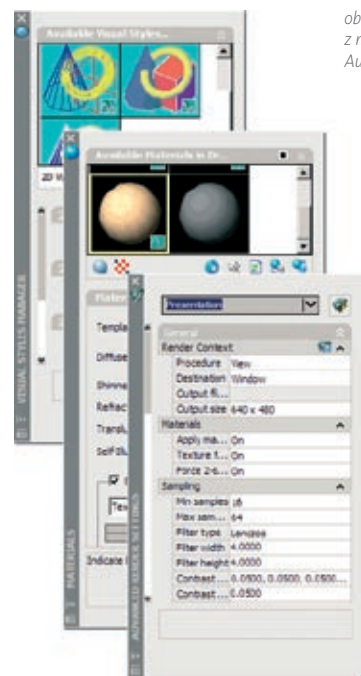 ob
z r
Au
Available Visual Styles...
2D W
VISUAL STYLES MANAGER
Available Materials in Dr...
Materi
Templa
Diffuse
Shinine
Refrac
Translu
Self-Illu
Tex
Indicate
MATERIALS
Presentation
General
Render Context
Procedure View
Destination Window
Output fil...
Output size 640 x 480
Materials
Apply ma... On
Texture f... On
Force 2-s... On
Sampling
Min samples 16
Max sam... 64
Filter type Lanczos
Filter width 4.0000
Filter height 4.0000
Contrast ... 0.0500, 0.0500, 0.0500...
Contrast ... 0.0500
ADVANCED RENDER SETTINGS